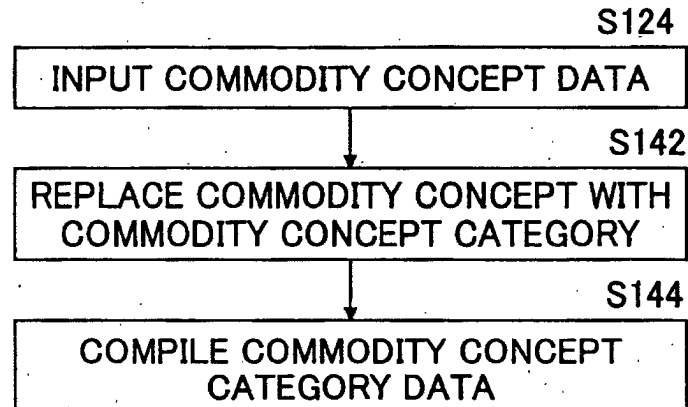 S124
INPUT COMMODITY CONCEPT DATA
S142
REPLACE COMMODITY CONCEPT WITH
COMMODITY CONCEPT CATEGORY
S144
COMPILE COMMODITY CONCEPT
CATEGORY DATA